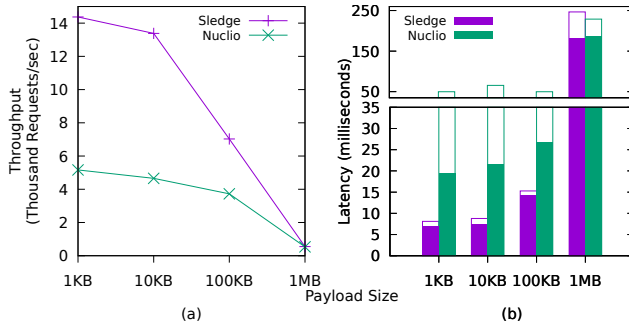 Throughput
(Thousand Requests/sec)
14
12
10
8
6
4
2
0
Sledge
Nuclio
1KB
10KB
100KB
1MB
(a)
Latency (milliseconds)
250
150
50
35
25
20
15
10
5
0
Sledge
Nuclio
1KB
10KB
100KB
1MB
Payload Size
(b)